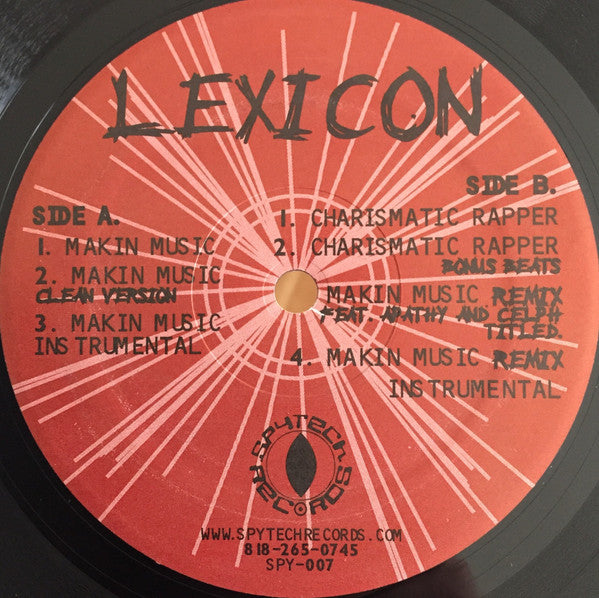 LEXICON
SIDE A.
1. MAKIN MUSIC
2. MAKIN MUSIC
CLEAN VERSION
3. MAKIN MUSIC
INSTRUMENTAL
SIDE B.
1. CHARISMATIC RAPPER
2. CHARISMATIC RAPPER
BONUS BEATS
MAKIN MUSIC REMIX
FEAT. APATHY AND CELPH
TITLED.
4. MAKIN MUSIC REMIX
INSTRUMENTAL
SPYTECH
RECORDS
WWW.SPYTECHRECORDS.COM
818-265-0745
SPY-007